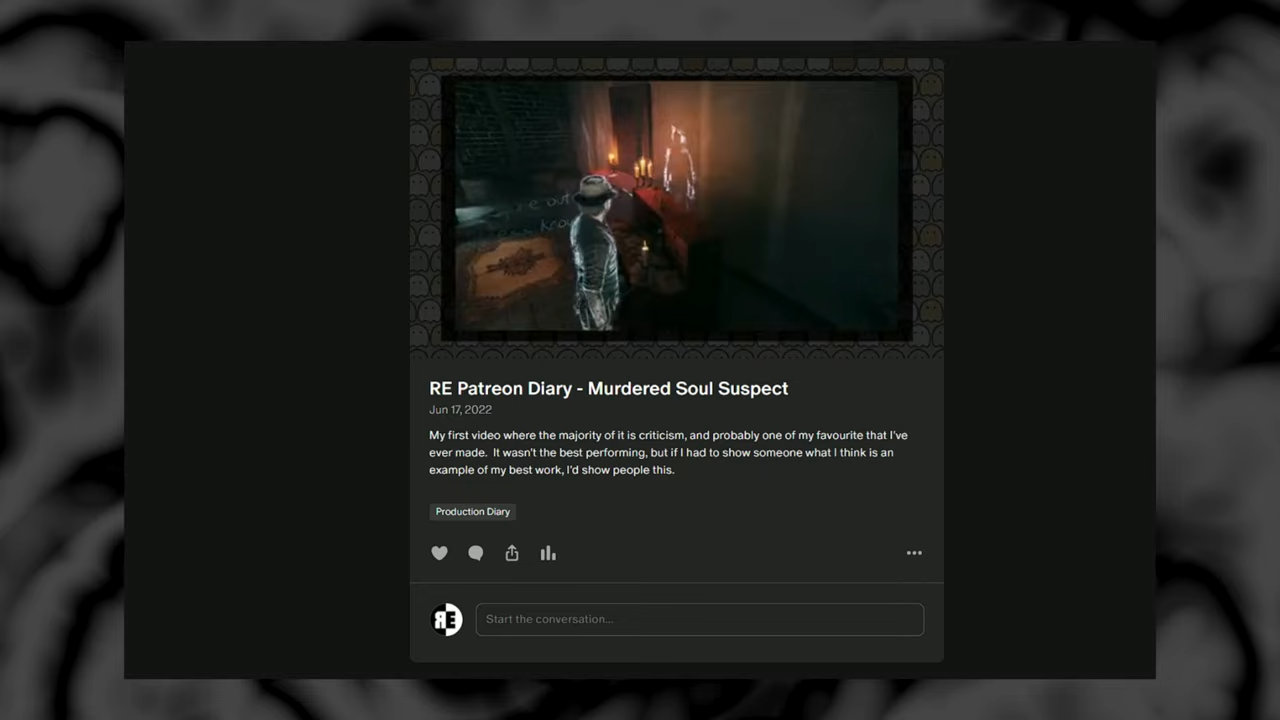 RE Patreon Diary - Murdered Soul Suspect
Jun 17, 2022
My first video where the majority of it is criticism, and probably one of my favourite that I've
ever made.  It wasn't the best performing, but if I had to show someone what I think is an
example of my best work, I'd show people this.
Production Diary
RE
Start the conversation...